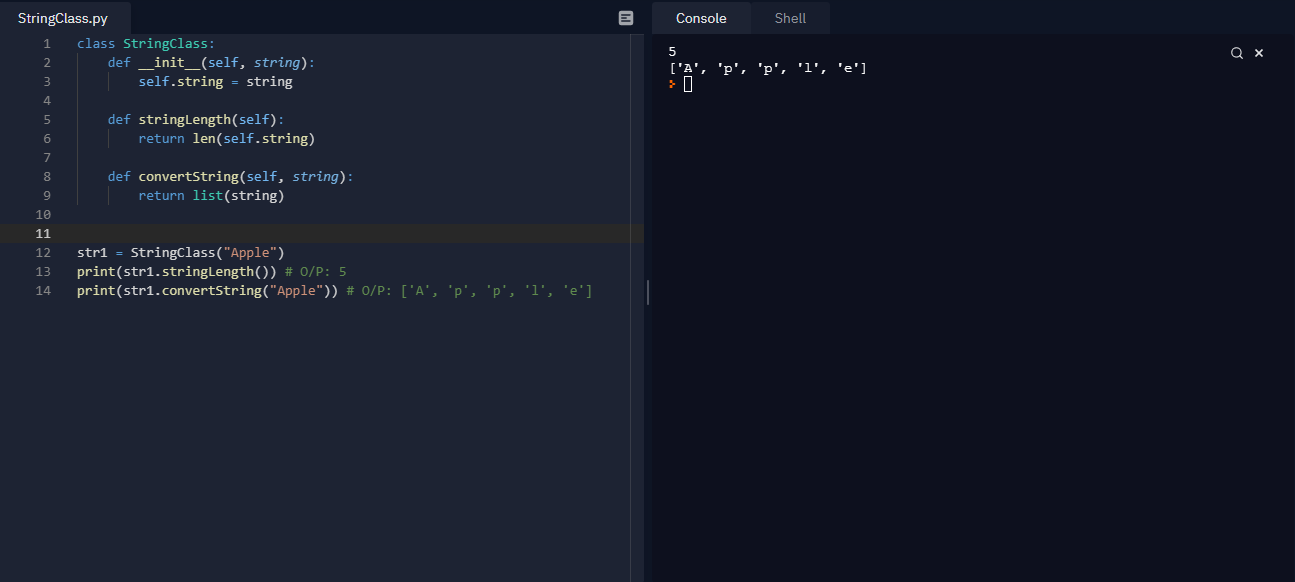 StringClass.py
1 class StringClass:
2     def __init__(self, string):
3         self.string = string
4
5     def stringLength(self):
6         return len(self.string)
7
8     def convertString(self, string):
9         return list(string)
10
11
12 str1 = StringClass("Apple")
13 print(str1.stringLength()) # O/P: 5
14 print(str1.convertString("Apple")) # O/P: ['A', 'p', 'p', 'l', 'e']
Console Shell
5
['A', 'p', 'p', 'l', 'e']